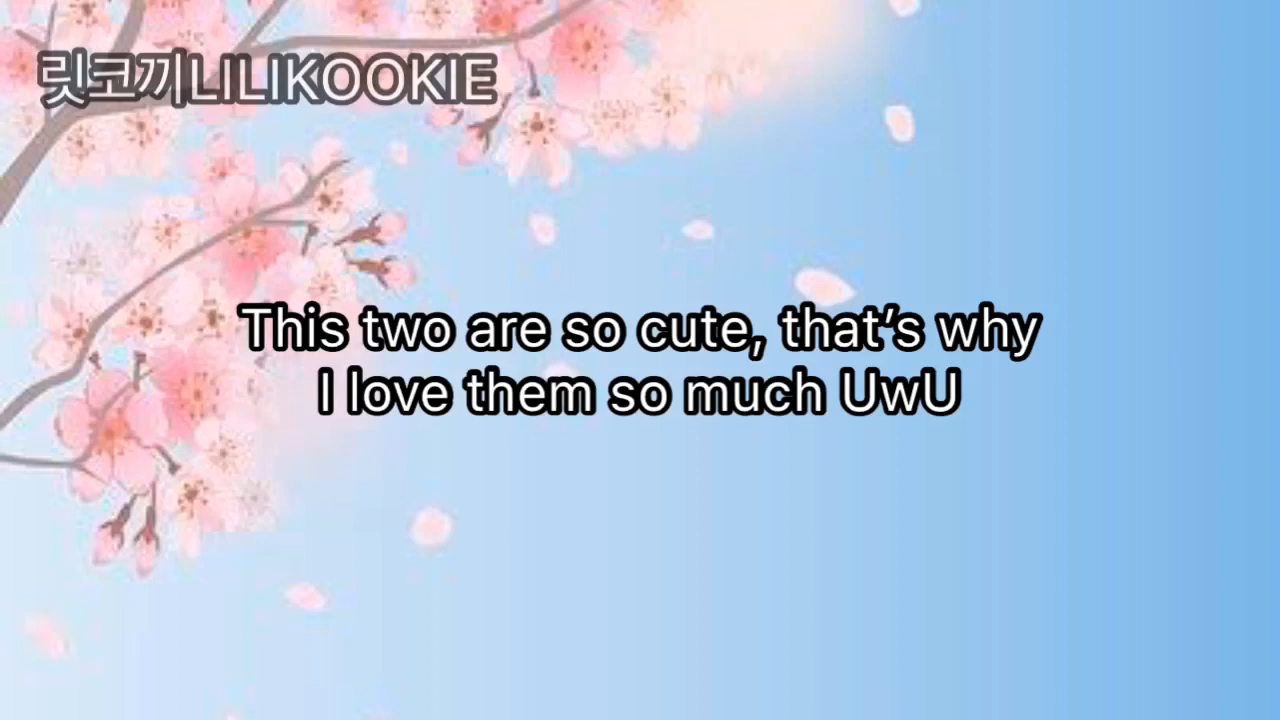 릿코끼LILIKOOKIE
This two are so cute, that’s why
I love them so much UwU